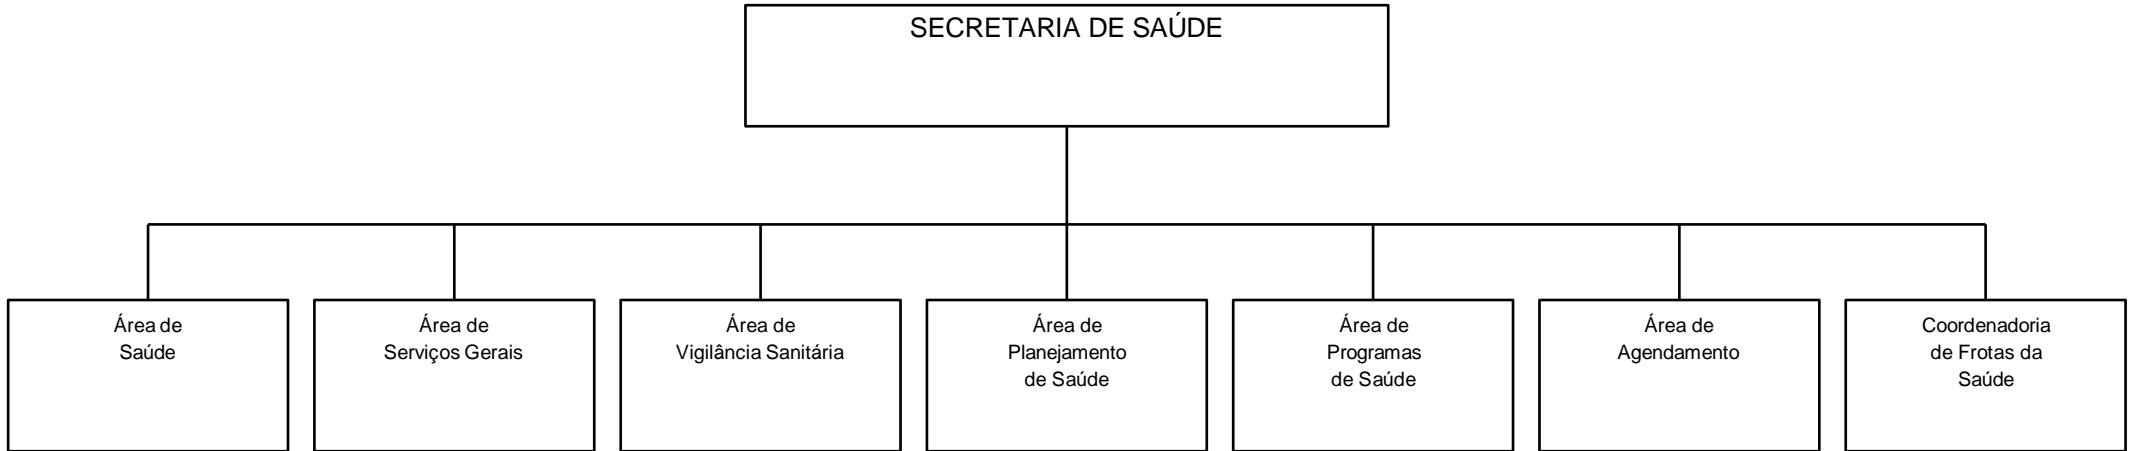 SECRETARIA DE SAÚDE
Área de
Saúde
Área de
Serviços Gerais
Área de
Vigilância Sanitária
Área de
Planejamento
de Saúde
Área de
Programas
de Saúde
Área de
Agendamento
Coordenadoria
de Frotas da
Saúde